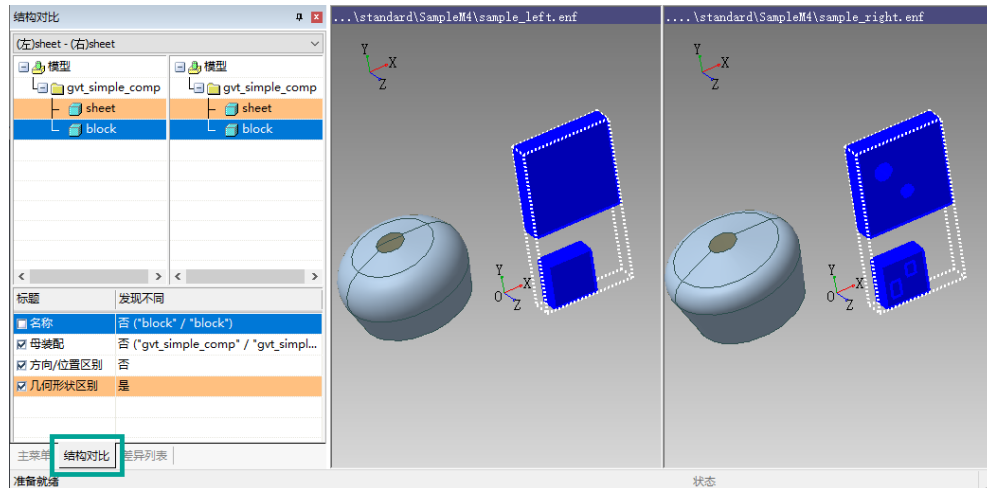 结构对比
(左)sheet - (右)sheet
模型
gvt_simple_comp
sheet
block
模型
gvt_simple_comp
sheet
block
标题 发现不同
名称 否 ("block" / "block")
母装配 否 ("gvt_simple_comp" / "gvt_simpl...
方向/位置区别 否
几何形状区别 是
主菜单 结构对比 差异列表
准备就绪
状态
...\standard\SampleM4\sample_left.enf
Y
X
Z
Y
X
O
Z
....\standard\SampleM4\sample_right.enf
Y
X
Z
Y
X
O
Z